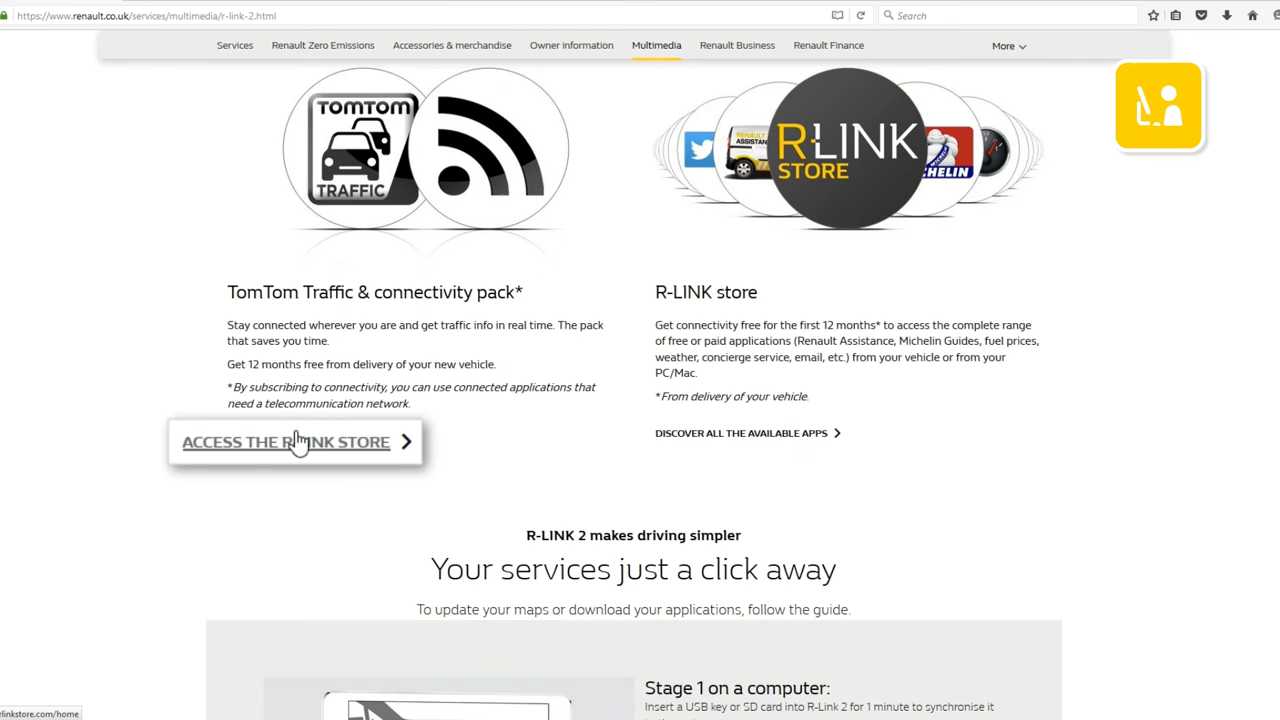 https://www.renault.co.uk/services/multimedia/r-link-2.html
Search
Services
Renault Zero Emissions
Accessories & merchandise
Owner information
Multimedia
Renault Business
Renault Finance
More
TOMTOM
TRAFFIC
RENAULT
ASSISTAN
R-LINK
STORE
HELIN
TomTom Traffic & connectivity pack*
Stay connected wherever you are and get traffic info in real time. The pack
that saves you time.
Get 12 months free from delivery of your new vehicle.
*By subscribing to connectivity, you can use connected applications that
need a telecommunication network.
ACCESS THE R-LINK STORE
R-LINK store
Get connectivity free for the first 12 months* to access the complete range
of free or paid applications (Renault Assistance, Michelin Guides, fuel prices,
weather, concierge service, email, etc.) from your vehicle or from your
PC/Mac.
*From delivery of your vehicle.
DISCOVER ALL THE AVAILABLE APPS
R-LINK 2 makes driving simpler
Your services just a click away
To update your maps or download your applications, follow the guide.
Stage 1 on a computer:
Insert a USB key or SD card into R-Link 2 for 1 minute to synchronise it
rlinkstore.com/home